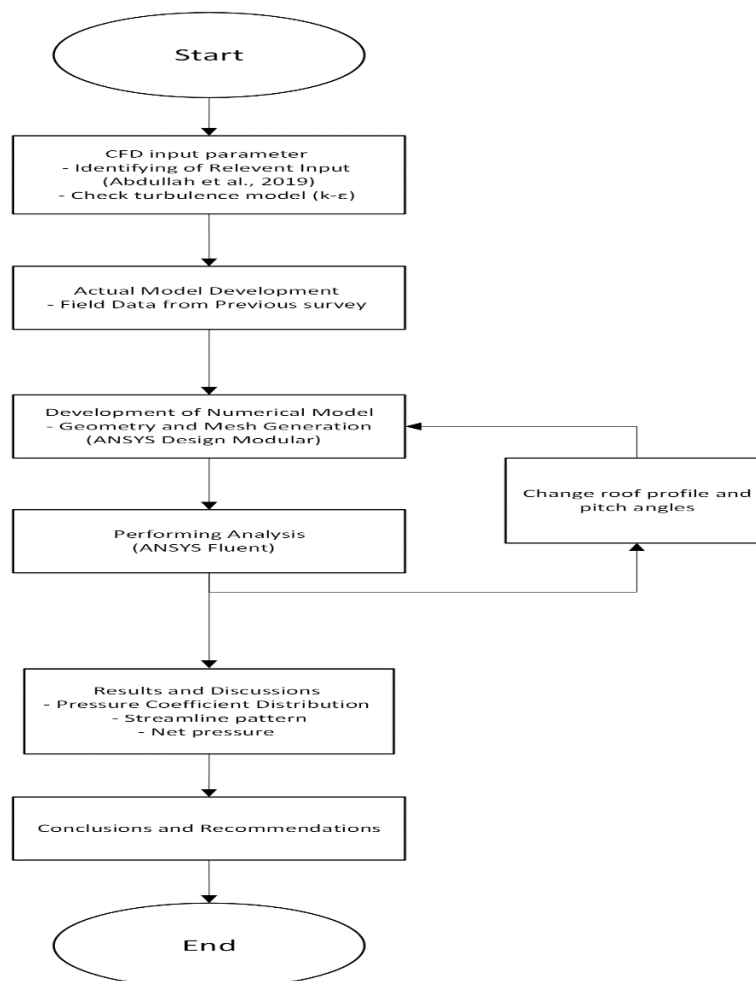 Start
CFD input parameter
- Identifying of Relevent Input
(Abdullah et al., 2019)
- Check turbulence model (k-ε)
Actual Model Development
- Field Data from Previous survey
Development of Numerical Model
- Geometry and Mesh Generation
(ANSYS Design Modular)
Change roof profile and
pitch angles
Performing Analysis
(ANSYS Fluent)
Results and Discussions
- Pressure Coefficient Distribution
- Streamline pattern
- Net pressure
Conclusions and Recommendations
End